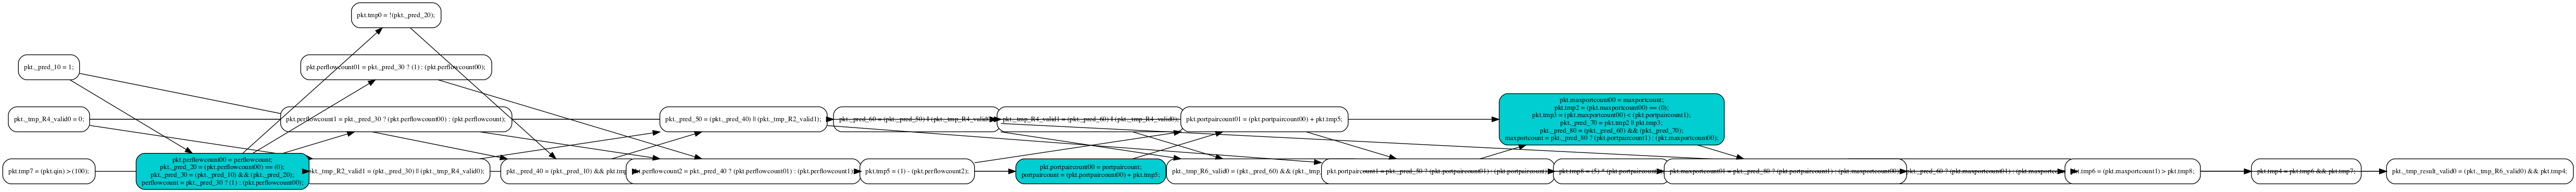 pkt.tmp0 = !(pkt._pred_20);
pkt._pred_10 = 1;
pkt.perflowcount01 = pkt._pred_30 ? (1) : (pkt.perflowcount00);
pkt._tmp_R4_valid0 = 0;
pkt.perflowcount1 = pkt._pred_30 ? (pkt.perflowcount00) : (pkt.perflowcount);
pkt._pred_50 = (pkt._pred_40) || (pkt._tmp_R2_valid1);
pkt._pred_60 = (pkt._pred_50) || (pkt._tmp_R4_valid0);
pkt._tmp_R4_valid1 = (pkt._pred_60) || (pkt._tmp_R4_valid0);
pkt.portpaircount01 = (pkt.portpaircount00) + pkt.tmp5;
pkt.maxportcount00 = maxportcount;
pkt.tmp2 = (pkt.maxportcount00) == (0);
pkt.tmp3 = (pkt.maxportcount00) < (pkt.portpaircount1);
pkt._pred_70 = pkt.tmp2 || pkt.tmp3;
pkt._pred_80 = (pkt._pred_60) && (pkt._pred_70);
maxportcount = pkt._pred_80 ? (pkt.portpaircount1) : (pkt.maxportcount00);
pkt.tmp7 = (pkt.qin) > (100);
pkt.perflowcount00 = perflowcount;
pkt._pred_20 = (pkt.perflowcount00) == (0);
pkt._pred_30 = (pkt._pred_10) && (pkt._pred_20);
perflowcount = pkt._pred_30 ? (1) : (pkt.perflowcount00);
pkt._tmp_R2_valid1 = (pkt._pred_30) || (pkt._tmp_R4_valid0);
pkt._pred_40 = (pkt._pred_10) && pkt.tmp
pkt.perflowcount2 = pkt._pred_40 ? (pkt.perflowcount01) : (pkt.perflowcount1)
pkt.tmp5 = (1) - (pkt.perflowcount2);
pkt.portpaircount00 = portpaircount;
portpaircount = (pkt.portpaircount00) + pkt.tmp5;
pkt._tmp_R6_valid0 = (pkt._pred_60) && (pkt._tmp_
pkt.portpaircount1 = pkt._pred_50 ? (pkt.portpaircount01) : (pkt.portpaircount);
pkt.tmp8 = (5) * (pkt.portpaircount
pkt.maxportcount01 = pkt._pred_80 ? (pkt.portpaircount1) : (pkt.maxportcount00)
pkt._pred_60 ? (pkt.maxportcount01) : (pkt.maxportcount
pkt.tmp6 = (pkt.maxportcount1) > pkt.tmp8;
pkt.tmp4 = pkt.tmp6 && pkt.tmp7;
pkt._tmp_result_valid0 = (pkt._tmp_R6_valid0) && pkt.tmp4;